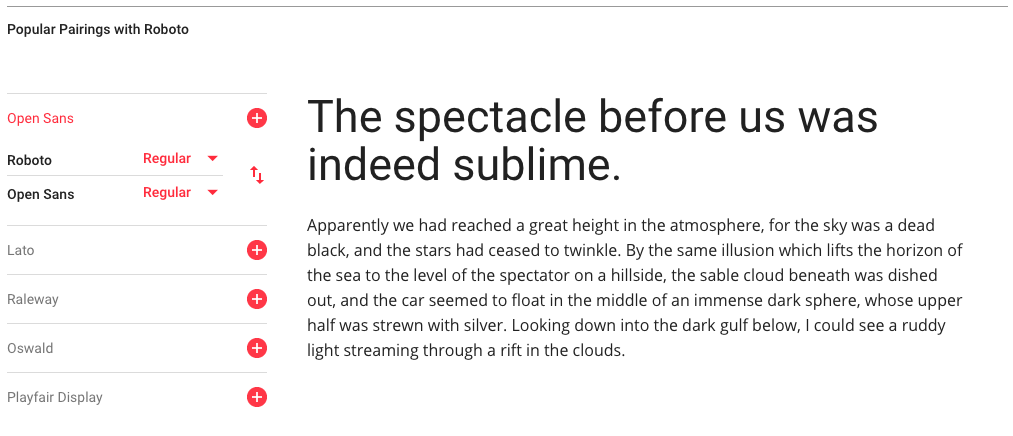 Popular Pairings with Roboto
Open Sans
Roboto Regular
Open Sans Regular
Lato
Raleway
Oswald
Playfair Display
The spectacle before us was
indeed sublime.
Apparently we had reached a great height in the atmosphere, for the sky was a dead
black, and the stars had ceased to twinkle. By the same illusion which lifts the horizon of
the sea to the level of the spectator on a hillside, the sable cloud beneath was dished
out, and the car seemed to float in the middle of an immense dark sphere, whose upper
half was strewn with silver. Looking down into the dark gulf below, I could see a ruddy
light streaming through a rift in the clouds.